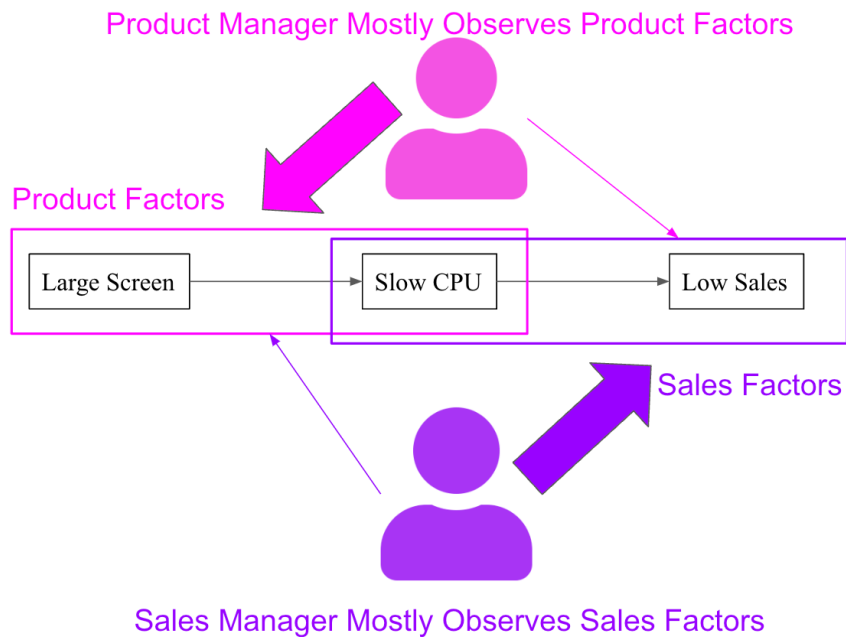 Product Manager Mostly Observes Product Factors
Product Factors
Large Screen
Slow CPU
Low Sales
Sales Factors
Sales Manager Mostly Observes Sales Factors